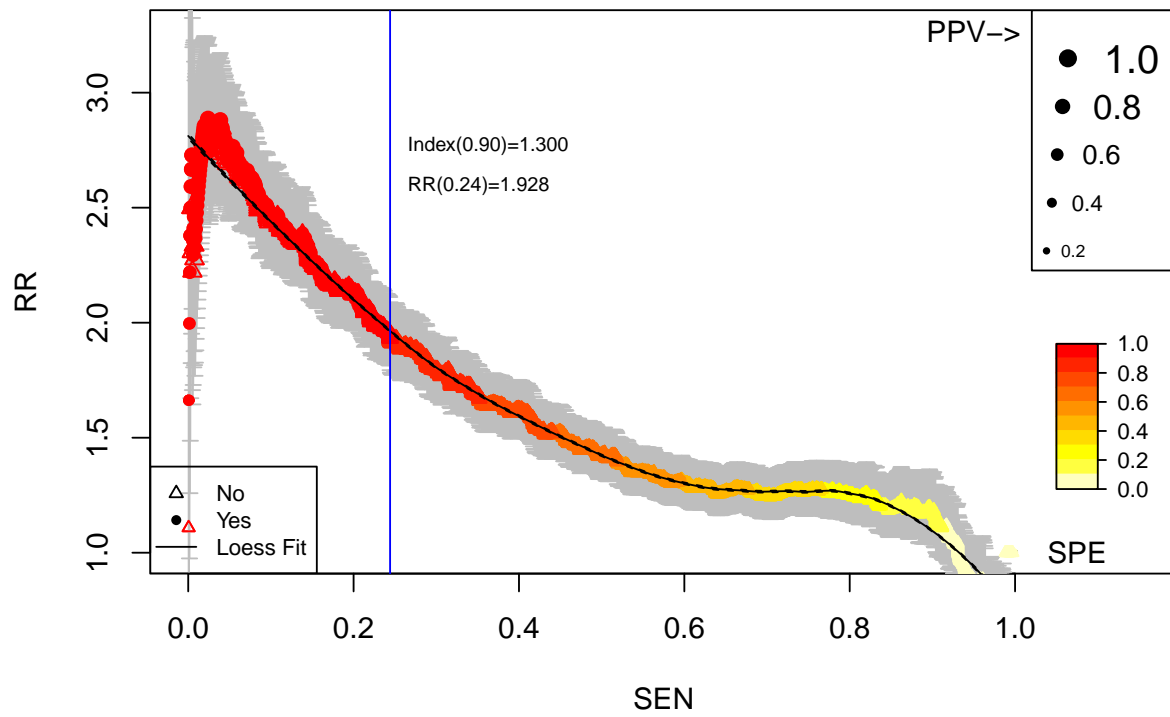 PPV−>
1.0
0.8
0.6
0.4
0.2
Index(0.90)=1.300
RR(0.24)=1.928
RR
3.0
2.5
2.0
1.5
1.0
1.0
0.8
0.6
0.4
0.2
0.0
SPE
No
Yes
Loess Fit
0.0 0.2 0.4 0.6 0.8 1.0
SEN